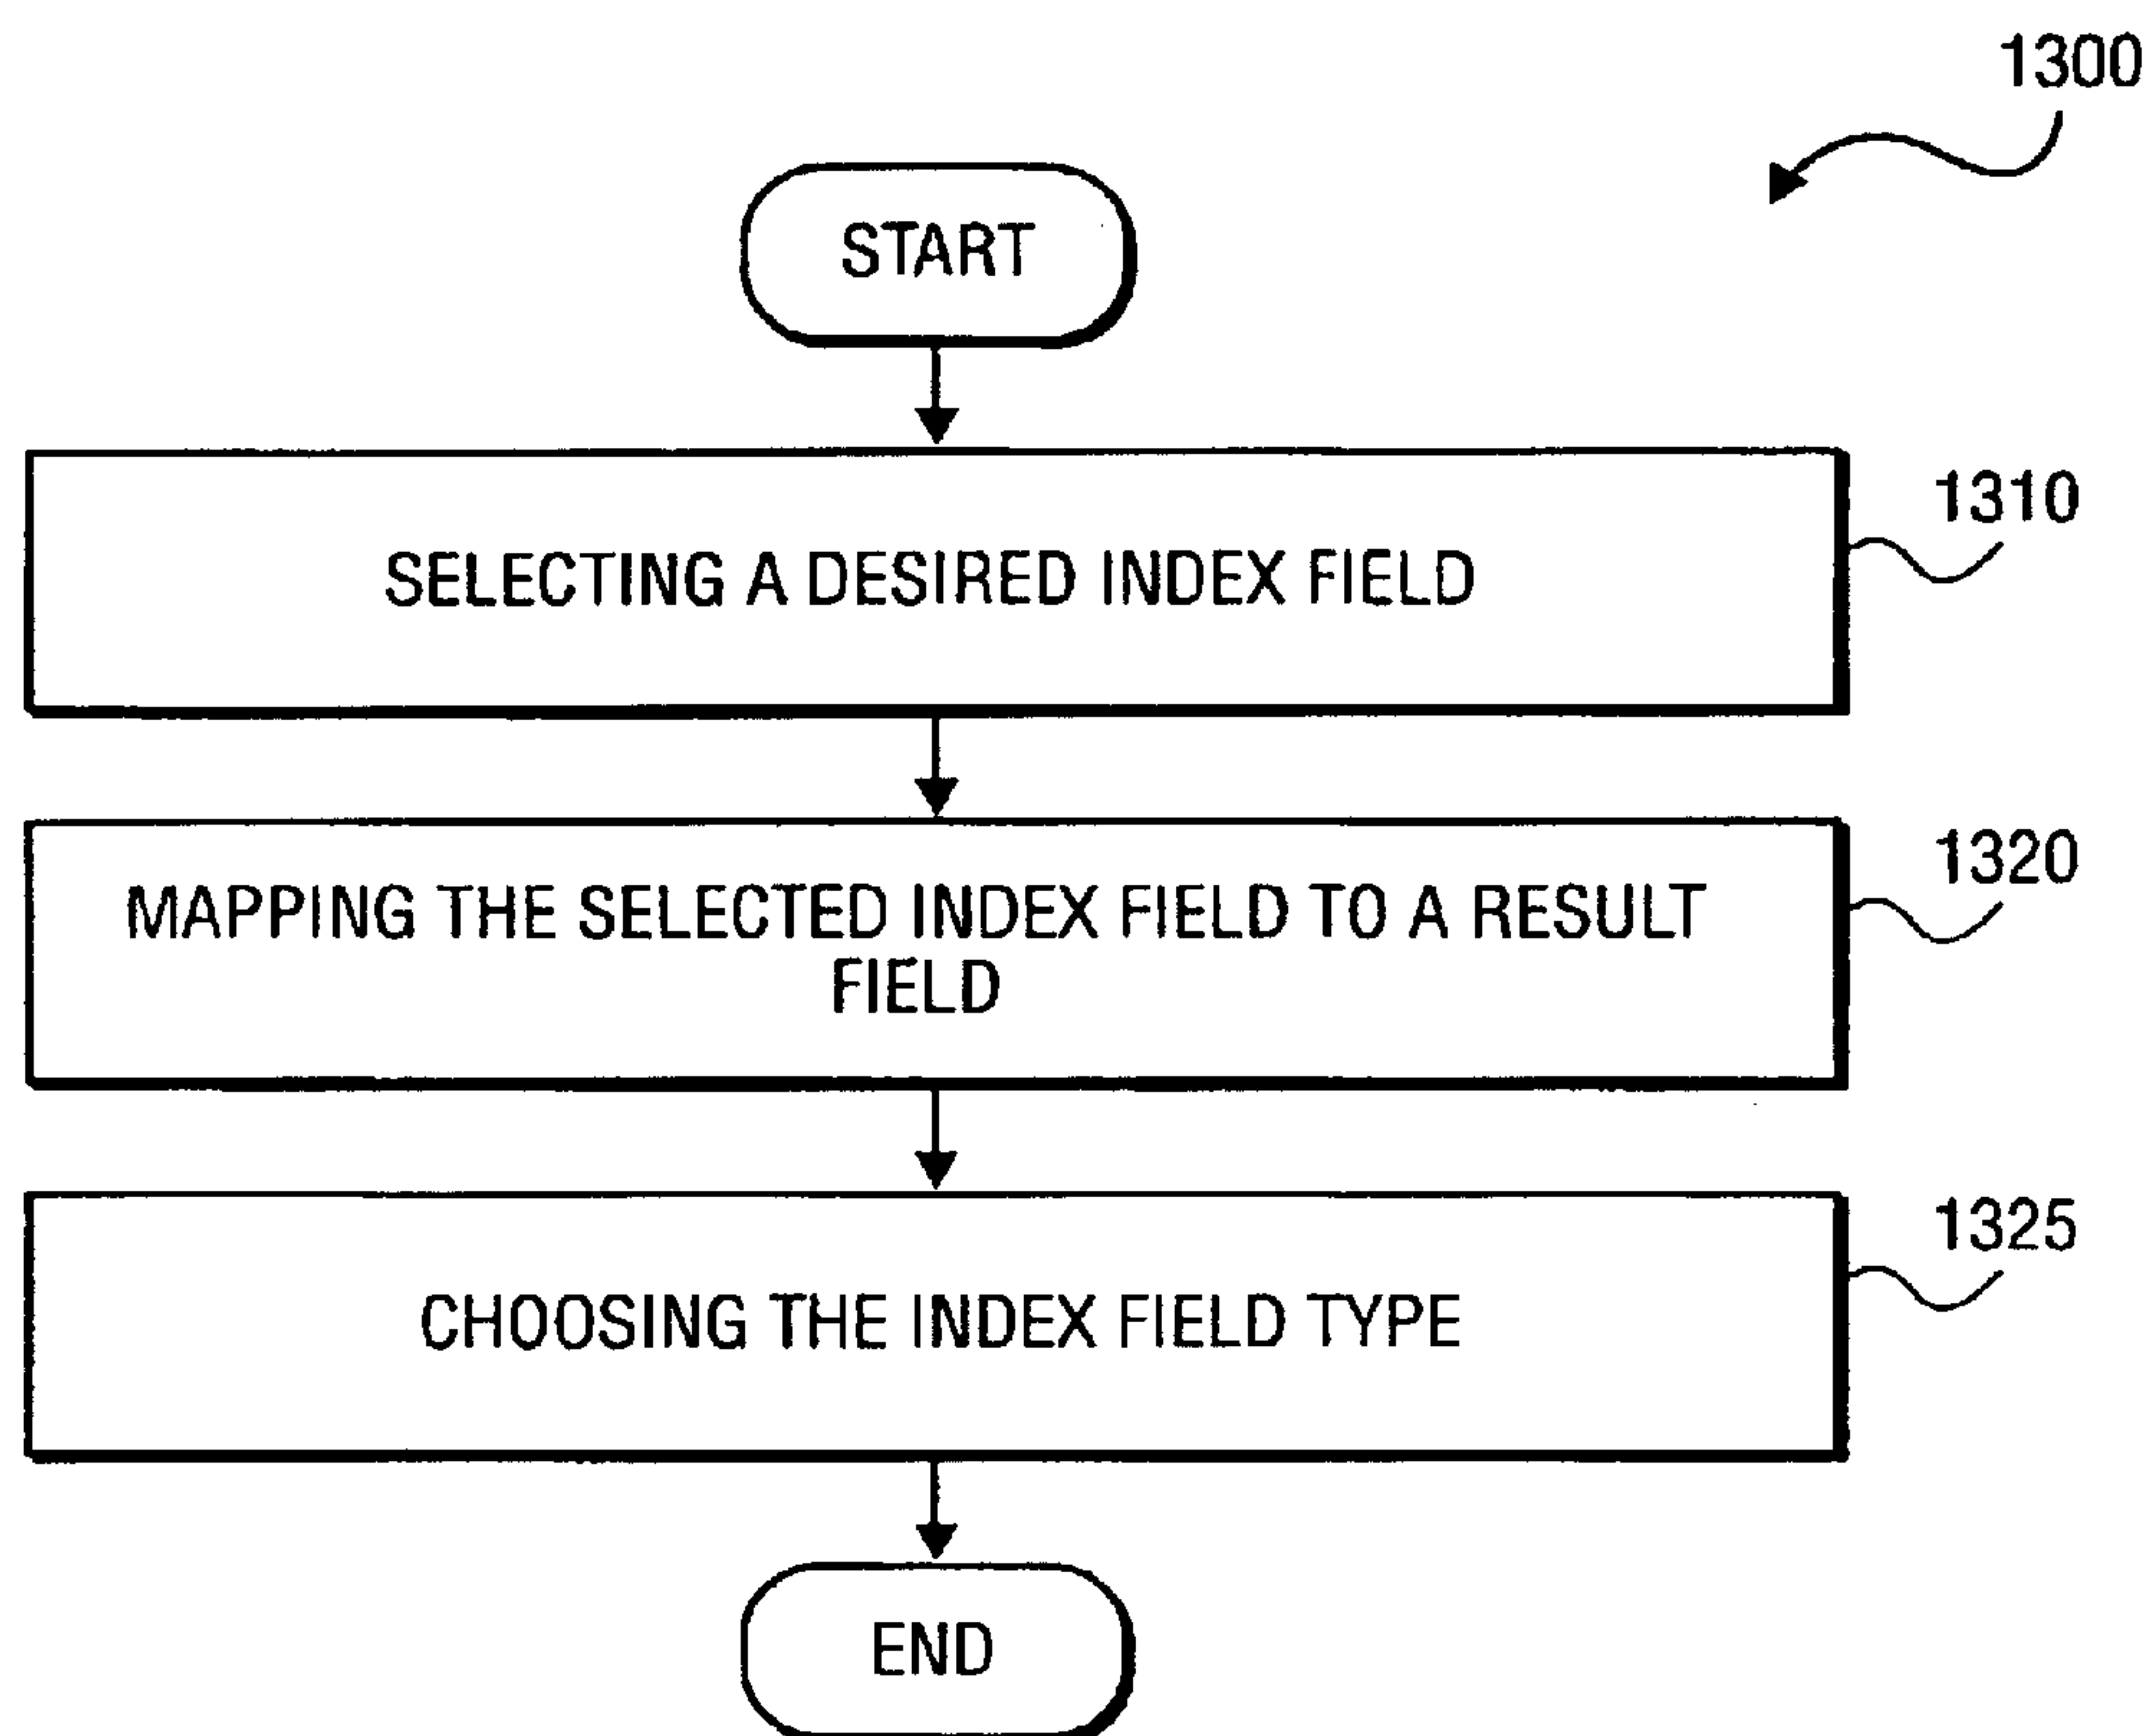 1300
START
1310
SELECTING A DESIRED INDEX FIELD
1320
MAPPING THE SELECTED INDEX FIELD TO A RESULT
FIELD
1325
CHOOSING THE INDEX FIELD TYPE
END